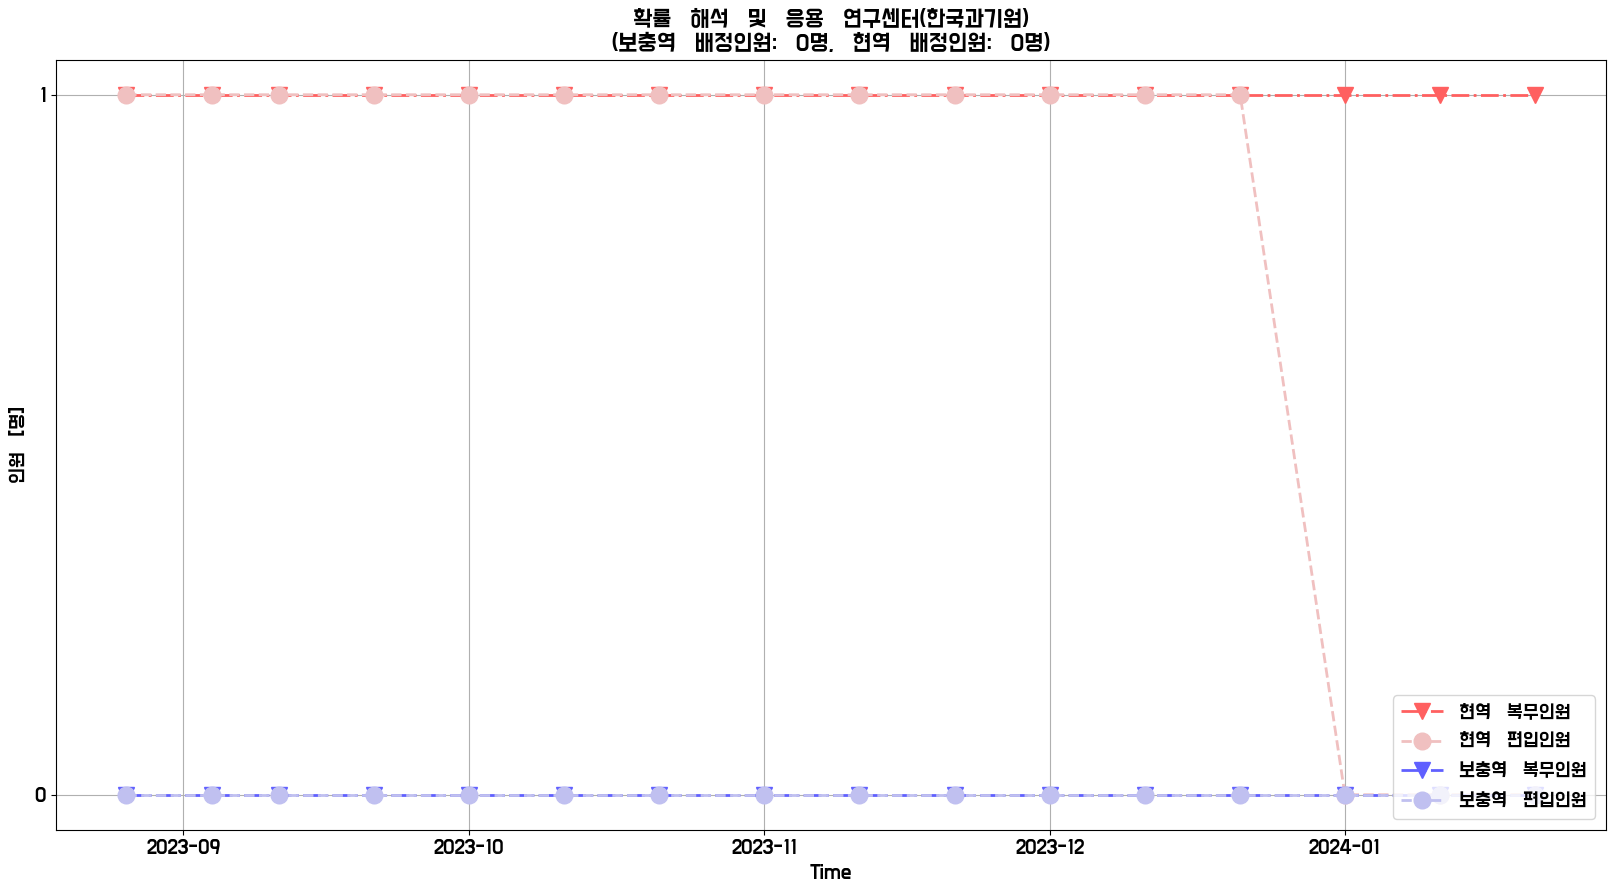 확률 해석 및 응용 연구센터(한국과기원)
(보충역 배정인원: 0명, 현역 배정인원: 0명)
1
0
인원 [명]
2023-09
2023-10
2023-11
2023-12
2024-01
Time
현역 복무인원
현역 편입인원
보충역 복무인원
보충역 편입인원